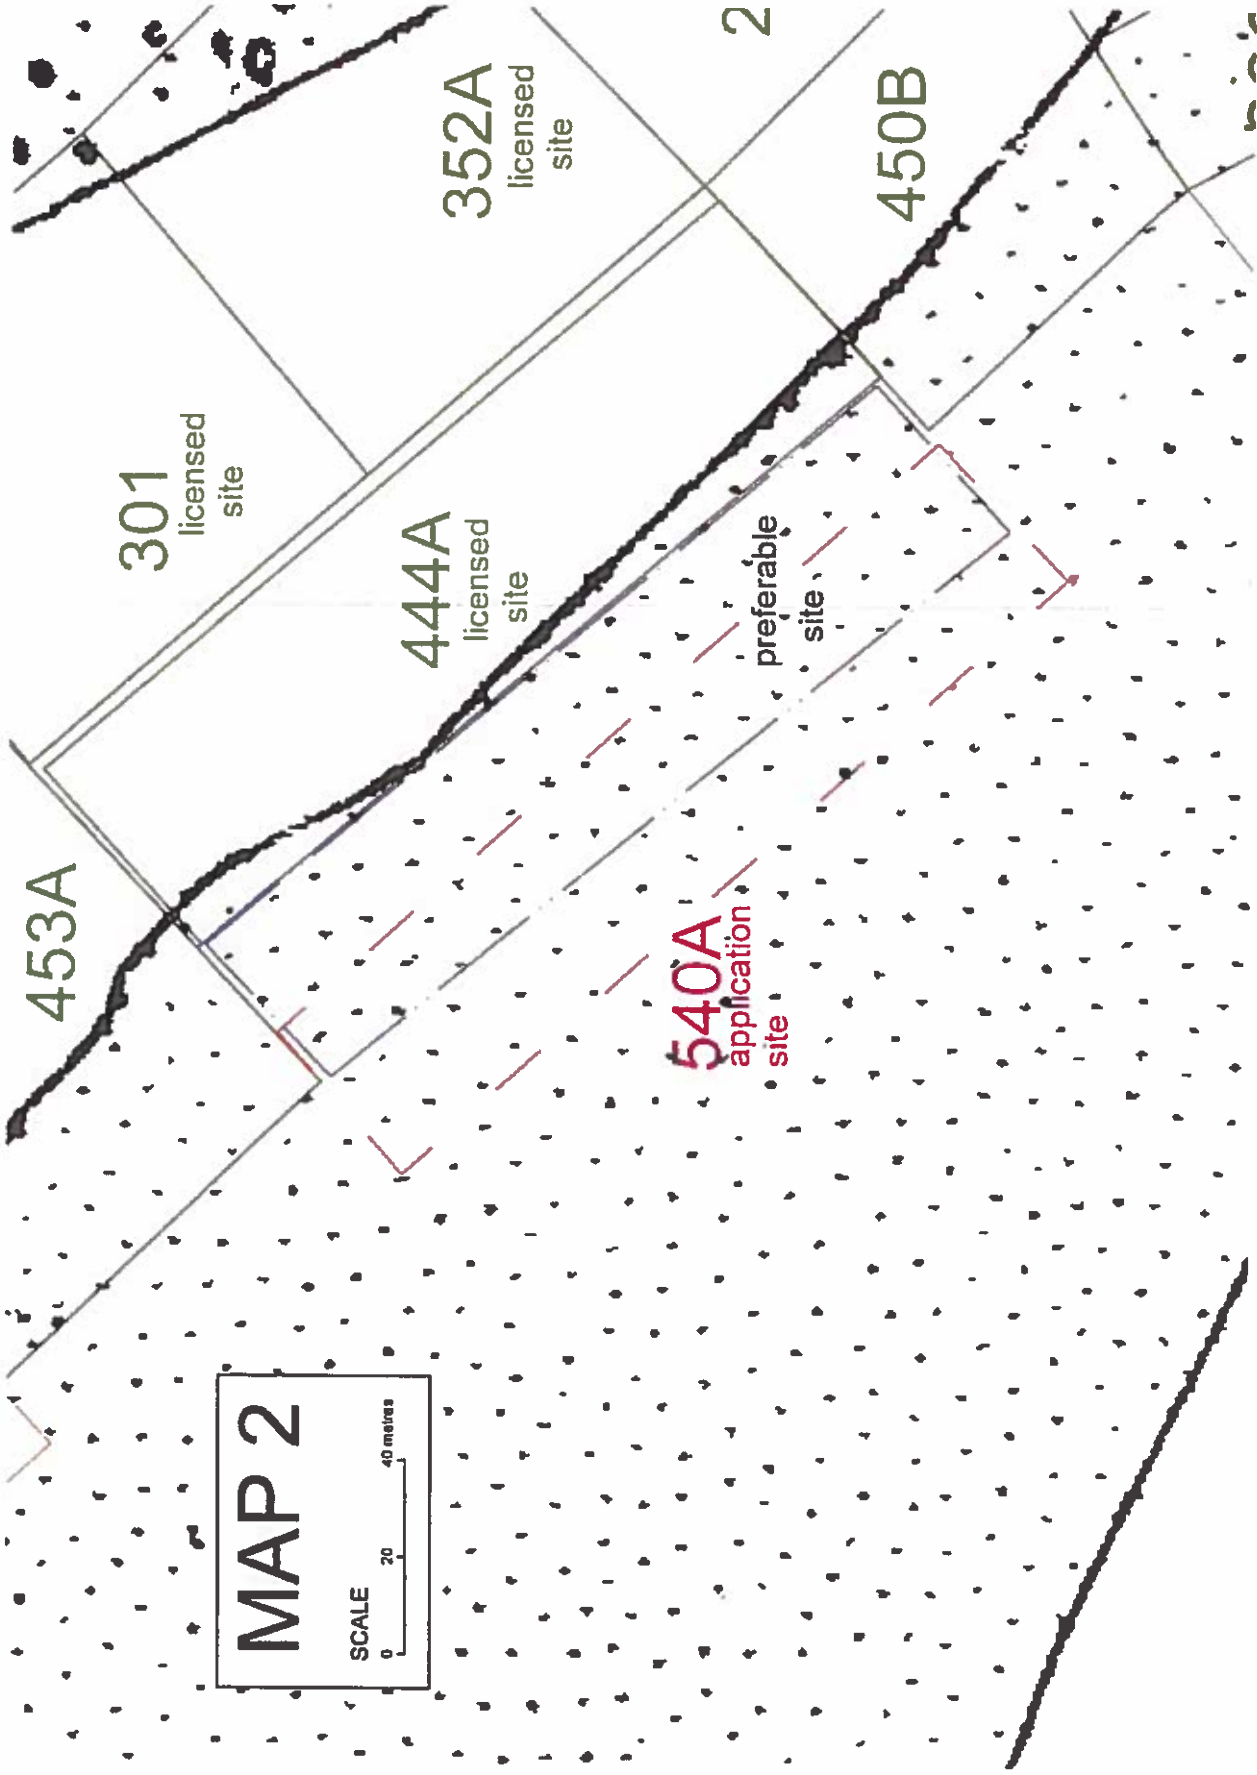 MAP 2
SCALE
0 20 40 metres
453A
301
licensed
site
444A
licensed
site
352A
licensed
site
2
450B
preferable
site
540A
application
site